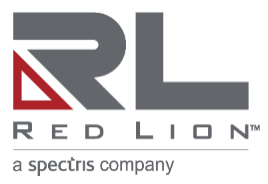 RL
RED LION™
a spectris company